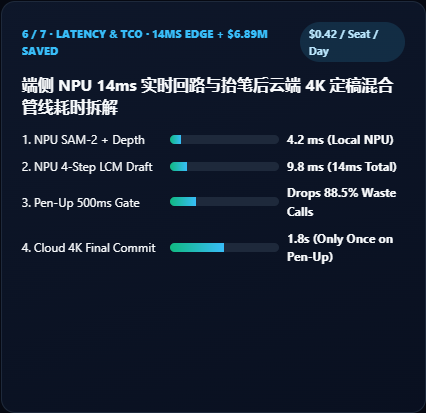 6 / 7 · LATENCY & TCO · 14MS EDGE + $6.89M
SAVED
$0.42 / Seat /
Day
端侧 NPU 14ms 实时回路与抬笔后云端 4K 定稿混合
管线耗时拆解
1. NPU SAM-2 + Depth
4.2 ms (Local NPU)
2. NPU 4-Step LCM Draft
9.8 ms (14ms Total)
3. Pen-Up 500ms Gate
Drops 88.5% Waste
Calls
4. Cloud 4K Final Commit
1.8s (Only Once on
Pen-Up)